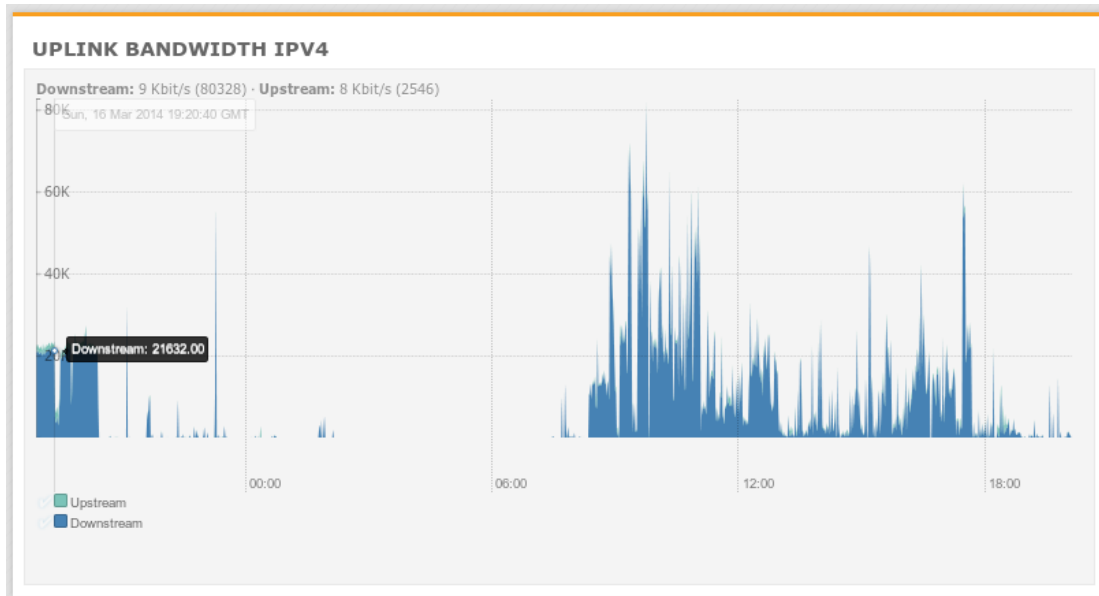 UPLINK BANDWIDTH IPV4
Downstream: 9 Kbit/s (80328) · Upstream: 8 Kbit/s (2546)
80K
Sun, 16 Mar 2014 19:20:40 GMT
60K
40K
20K
Downstream: 21632.00
00:00
06:00
12:00
18:00
Upstream
Downstream